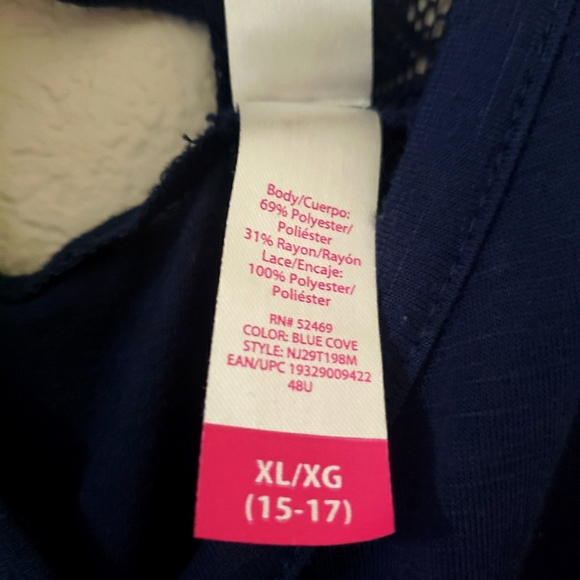 Body/Cuerpo:
69% Polyester/
Poliéster
31% Rayon/Rayón
Lace/Encaje:
100% Polyester/
Poliéster
RN# 52469
COLOR: BLUE COVE
STYLE: NJ29T198M
EAN/UPC 19329009422
48U
XL/XG
(15-17)